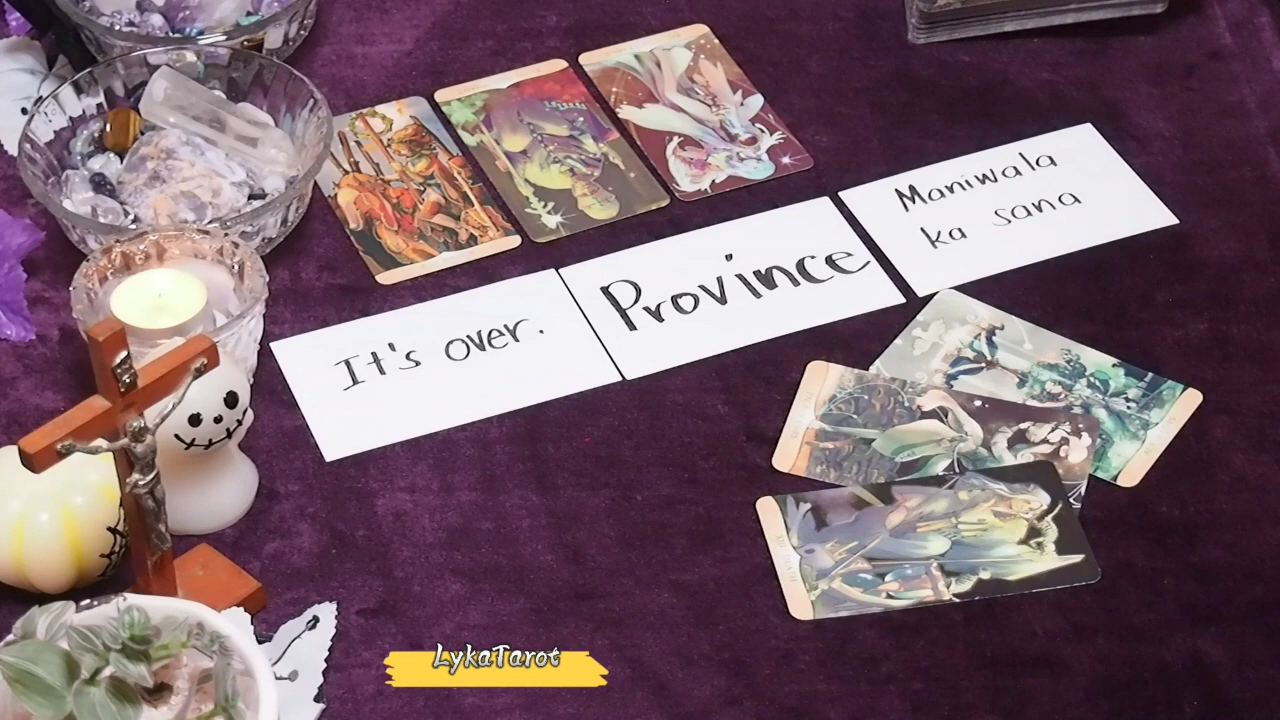 It's over.
Province
Maniwala
ka sana
LykaTarot